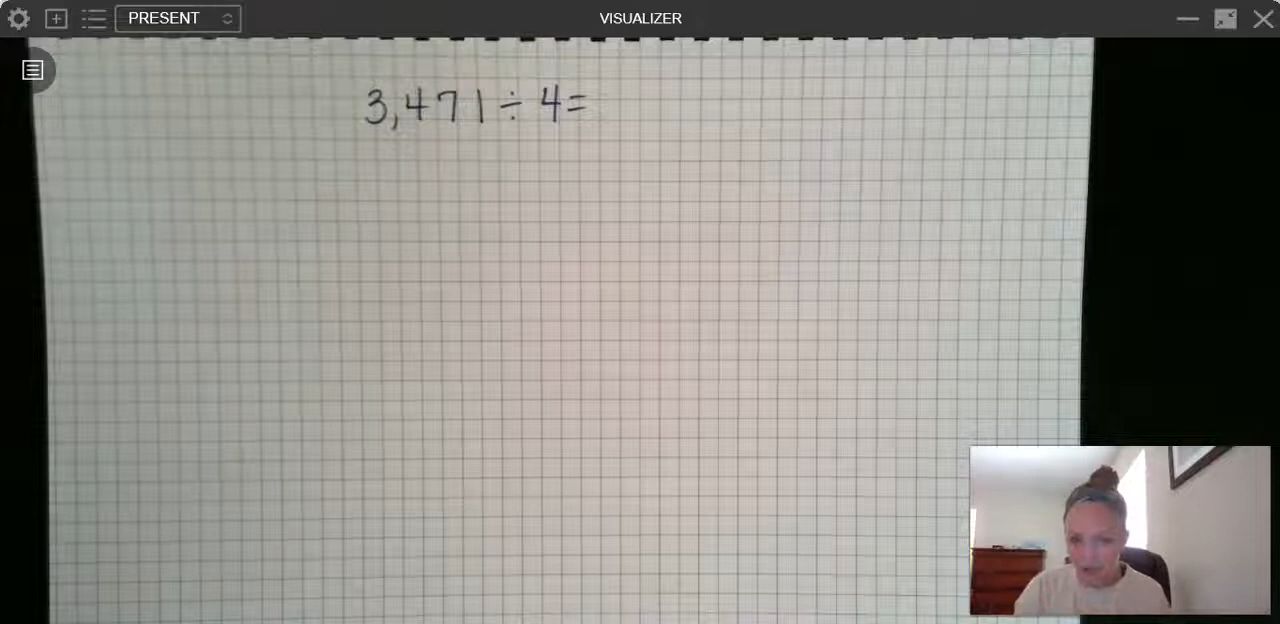 PRESENT
VISUALIZER
3,471 ÷ 4 =